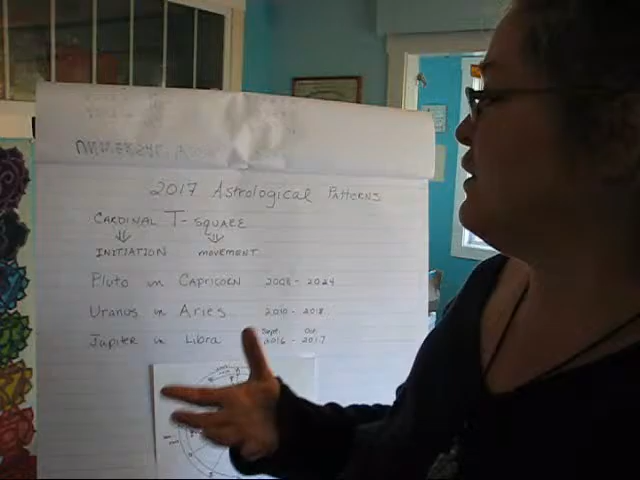 2017 Astrological Patterns
CARDINAL T-SQUARE
INITIATION MOVEMENT
Pluto in Capricorn 2008 - 2024
Uranus in Aries 2010 - 2018
Jupiter in Libra Sept. 2016 - Oct. 2017